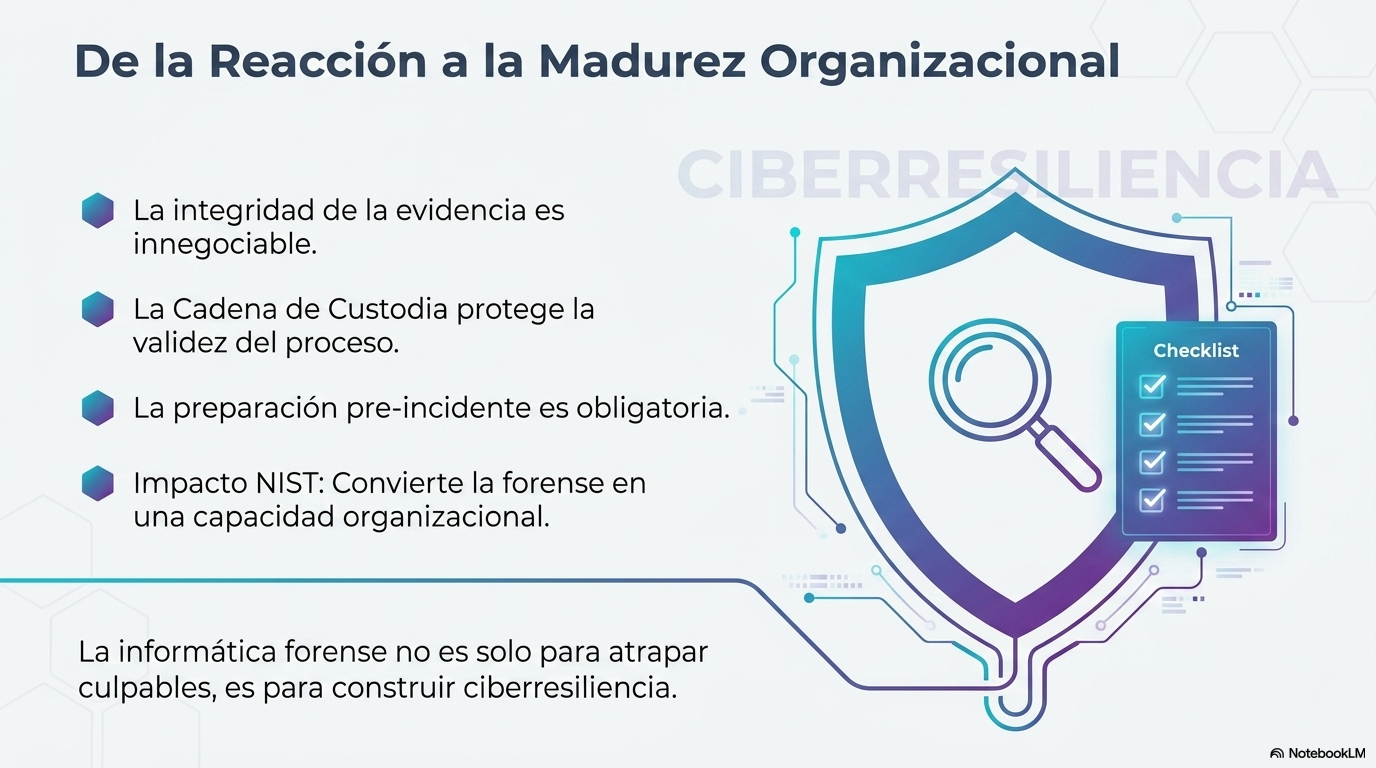 De la Reacción a la Madurez Organizacional
CIBERRESILIENCIA
La integridad de la evidencia es
innegociable.
La Cadena de Custodia protege la
validez del proceso.
La preparación pre-incidente es obligatoria.
Impacto NIST: Convierte la forense en
una capacidad organizacional.
Checklist
La informática forense no es solo para atrapar
culpables, es para construir ciberresiliencia.
NotebookLM